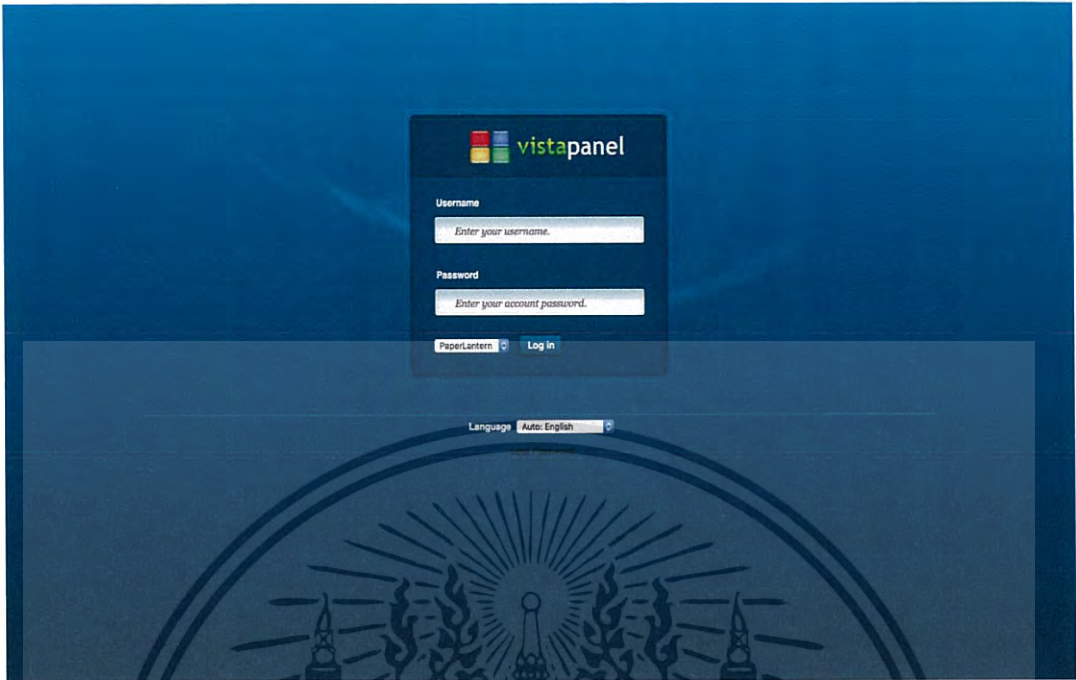 vistapanel
Username
Enter your username.
Password
Enter your account password.
PaperLantern Log in
Language Auto: English